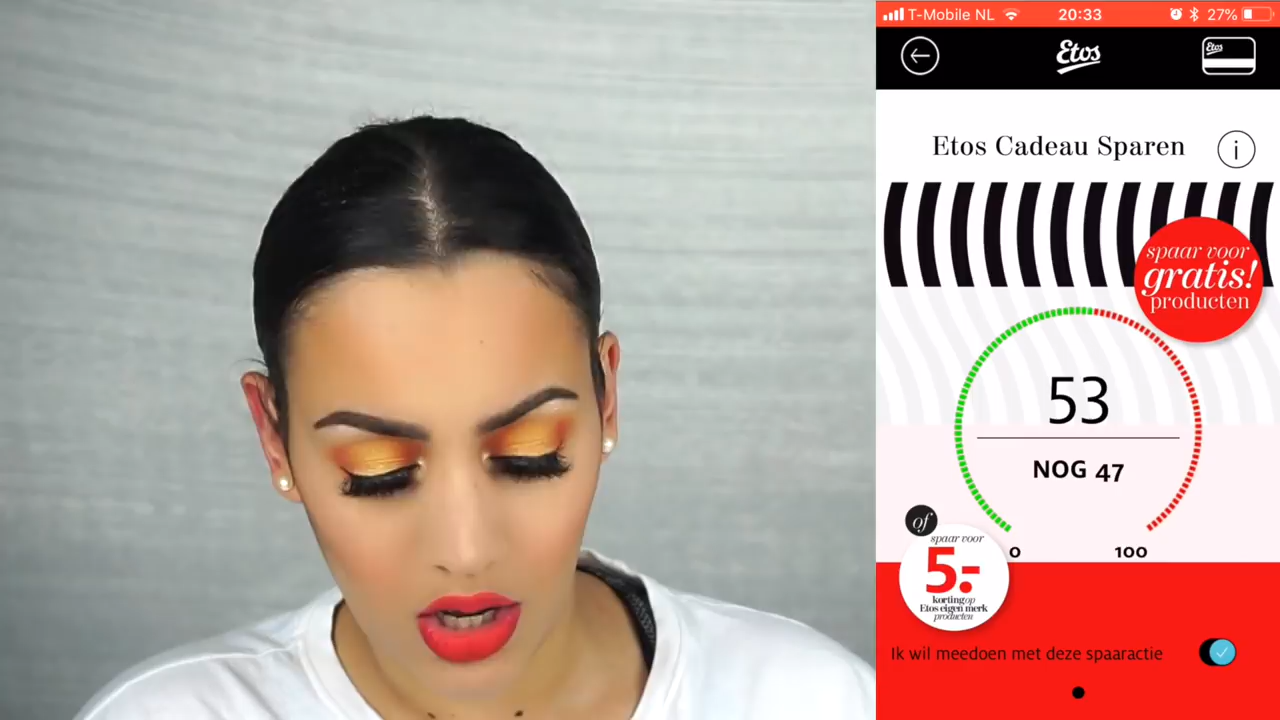 T-Mobile NL
20:33
27%
Etos
Etos
Etos Cadeau Sparen
i
spaar voor
gratis!
producten
53
NOG 47
0
100
of
spaar voor
5.-
korting op
Etos eigen merk
producten
Ik wil meedoen met deze spaaractie